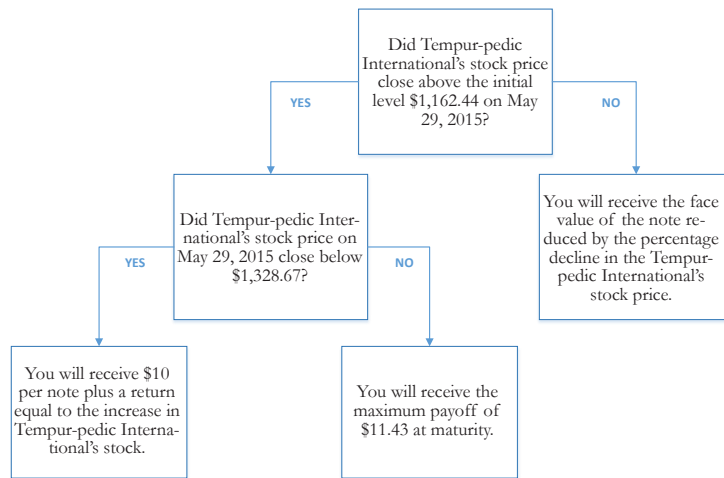 Did Tempur-pedic
International's stock price
close above the initial
level $1,162.44 on May
29, 2015?
YES
NO
Did Tempur-pedic Inter-
national's stock price on
May 29, 2015 close below
$1,328.67?
You will receive the face
value of the note re-
duced by the percentage
decline in the Tempur-
pedic International's
stock price.
YES
NO
You will receive $10
per note plus a return
equal to the increase in
Tempur-pedic Interna-
tional's stock.
You will receive the
maximum payoff of
$11.43 at maturity.